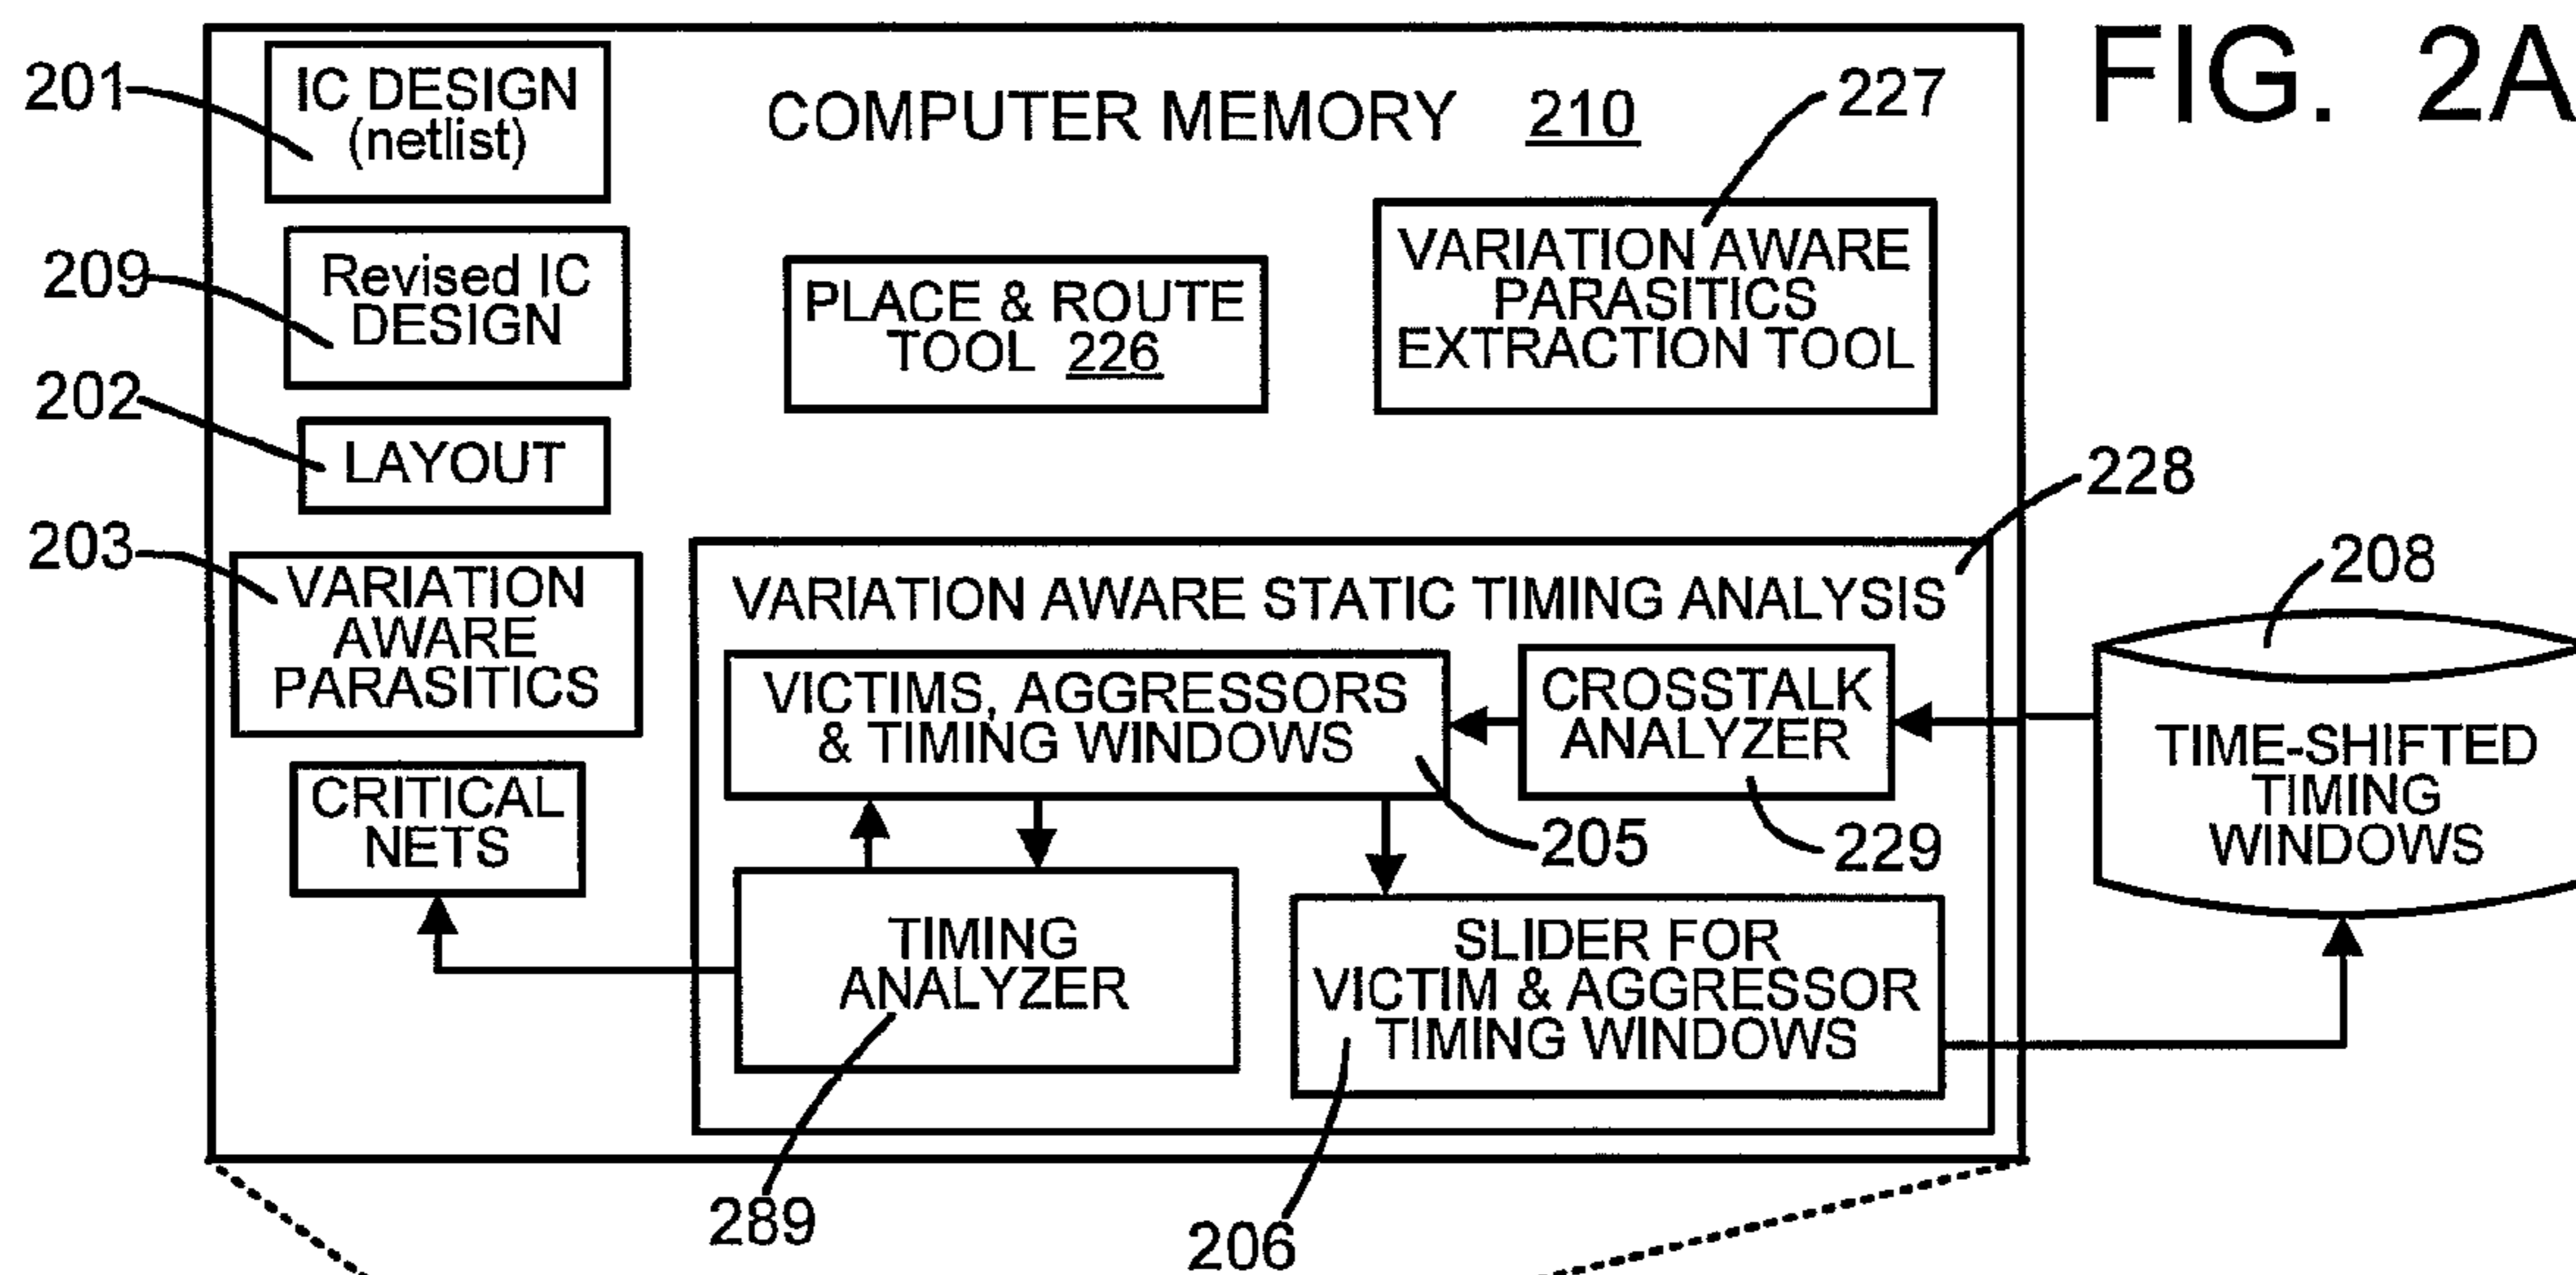 FIG. 2A
COMPUTER MEMORY 210
201
IC DESIGN
(netlist)
227
209
Revised IC
DESIGN
PLACE & ROUTE
TOOL 226
VARIATION AWARE
PARASITICS
EXTRACTION TOOL
202
LAYOUT
228
203
VARIATION
AWARE
PARASITICS
VARIATION AWARE STATIC TIMING ANALYSIS
208
VICTIMS, AGGRESSORS
& TIMING WINDOWS
CROSSTALK
ANALYZER
TIME-SHIFTED
TIMING
WINDOWS
CRITICAL
NETS
205
229
TIMING
ANALYZER
SLIDER FOR
VICTIM & AGGRESSOR
TIMING WINDOWS
289
206